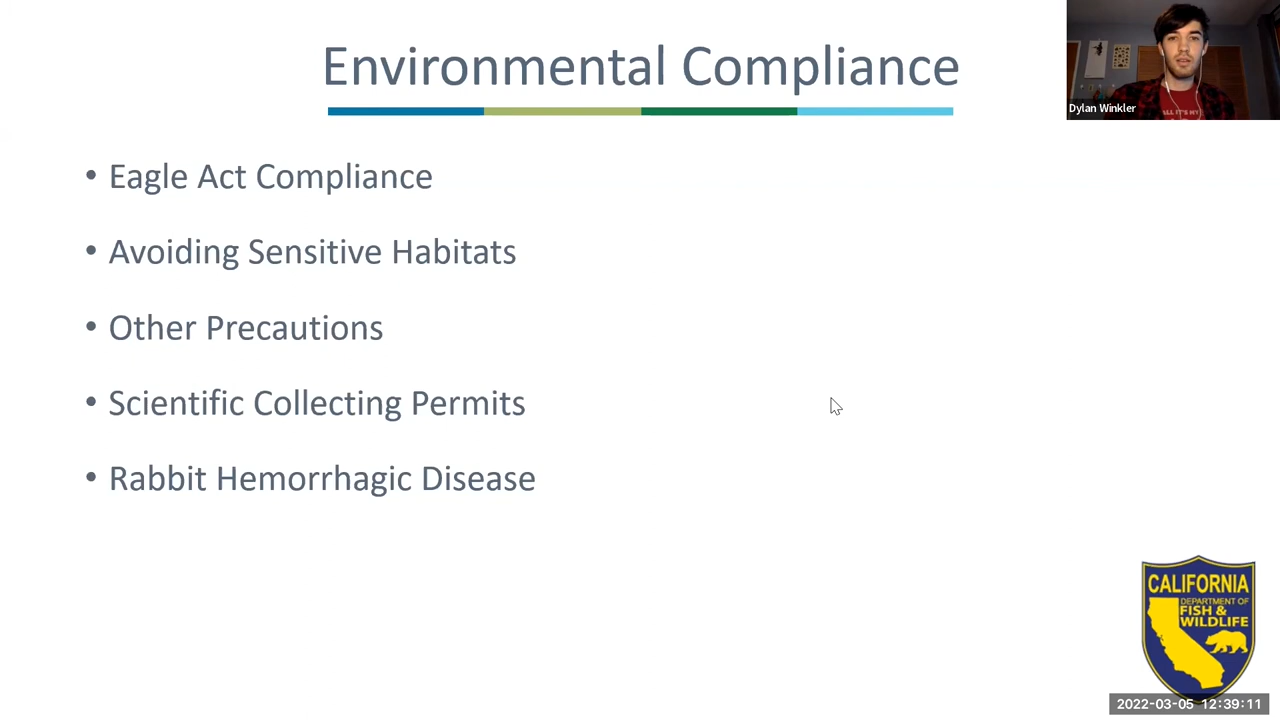 Environmental Compliance
Dylan Winkler
• Eagle Act Compliance
• Avoiding Sensitive Habitats
• Other Precautions
• Scientific Collecting Permits
• Rabbit Hemorrhagic Disease
CALIFORNIA
DEPARTMENT OF
FISH &
WILDLIFE
2022-03-05 12:39:11